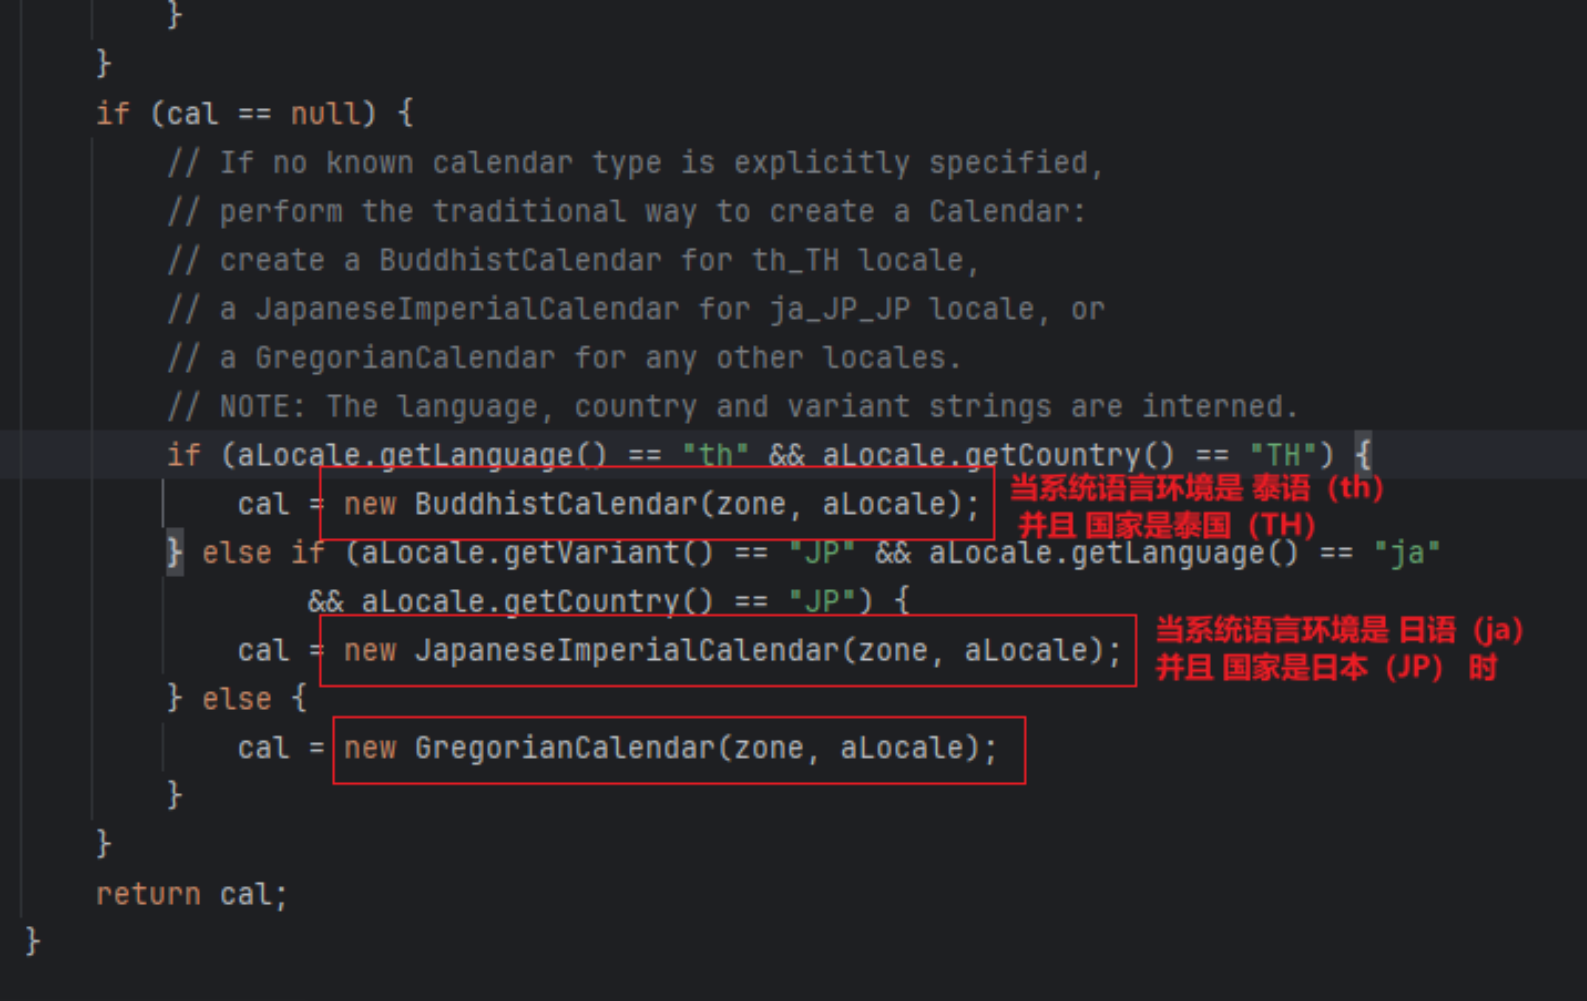 }
}
if (cal == null) {
// If no known calendar type is explicitly specified,
// perform the traditional way to create a Calendar:
// create a BuddhistCalendar for th_TH locale,
// a JapaneseImperialCalendar for ja_JP_JP locale, or
// a GregorianCalendar for any other locales.
// NOTE: The language, country and variant strings are interned.
if (aLocale.getLanguage() == "th" && aLocale.getCountry() == "TH") {
cal = new BuddhistCalendar(zone, aLocale);
当系统语言环境是 泰语（th）
并且 国家是泰国（TH）
} else if (aLocale.getVariant() == "JP" && aLocale.getLanguage() == "ja"
&& aLocale.getCountry() == "JP") {
cal = new JapaneseImperialCalendar(zone, aLocale);
当系统语言环境是 日语（ja）
并且 国家是日本（JP） 时
} else {
cal = new GregorianCalendar(zone, aLocale);
}
}
return cal;
}